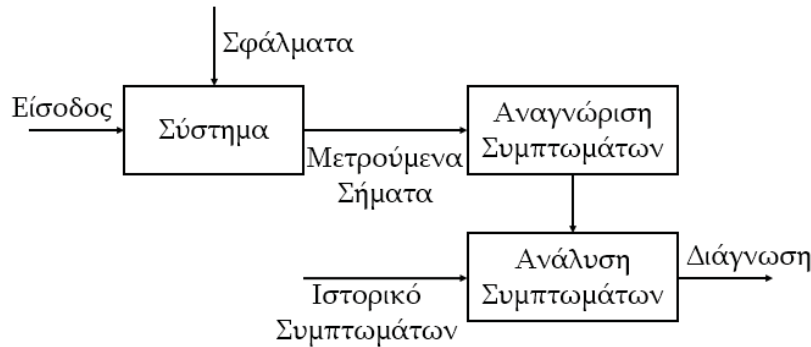 Σφάλματα
Είσοδος
Σύστημα
Μετρούμενα
Σήματα
Αναγνώριση
Συμπτωμάτων
Ιστορικό
Συμπτωμάτων
Ανάλυση
Συμπτωμάτων
Διάγνωση